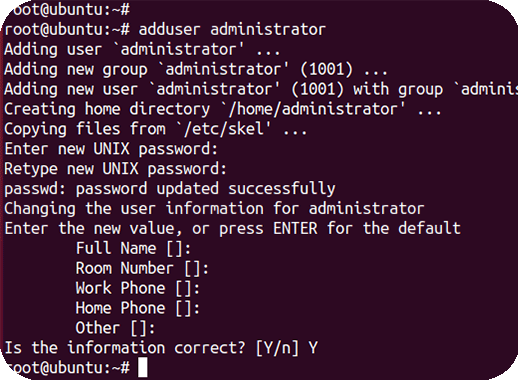 root@ubuntu:~#
root@ubuntu:~# adduser administrator
Adding user `administrator' ...
Adding new group `administrator' (1001) ...
Adding new user `administrator' (1001) with group `adminis
Creating home directory `/home/administrator' ...
Copying files from `/etc/skel' ...
Enter new UNIX password:
Retype new UNIX password:
passwd: password updated successfully
Changing the user information for administrator
Enter the new value, or press ENTER for the default
Full Name []:
Room Number []:
Work Phone []:
Home Phone []:
Other []:
Is the information correct? [Y/n] Y
root@ubuntu:~#